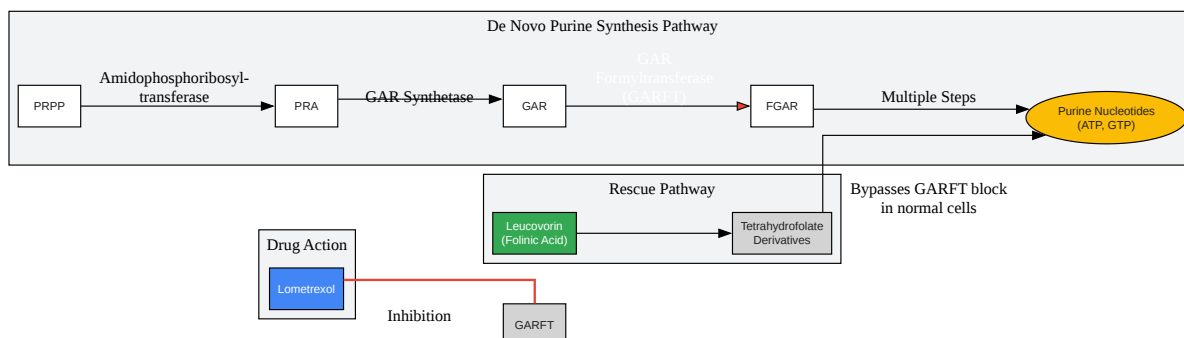 De Novo Purine Synthesis Pathway
GAR
Formyltransferase
(GARFT)
Amidophosphoribosyl-
transferase
GAR Synthetase
Multiple Steps
PRPP
PRA
GAR
FGAR
Purine Nucleotides
(ATP, GTP)
Rescue Pathway
Bypasses GARFT block
in normal cells
Leucovorin
(Folinic Acid)
Tetrahydrofolate
Derivatives
Drug Action
Lometrexol
Inhibition
GARFT